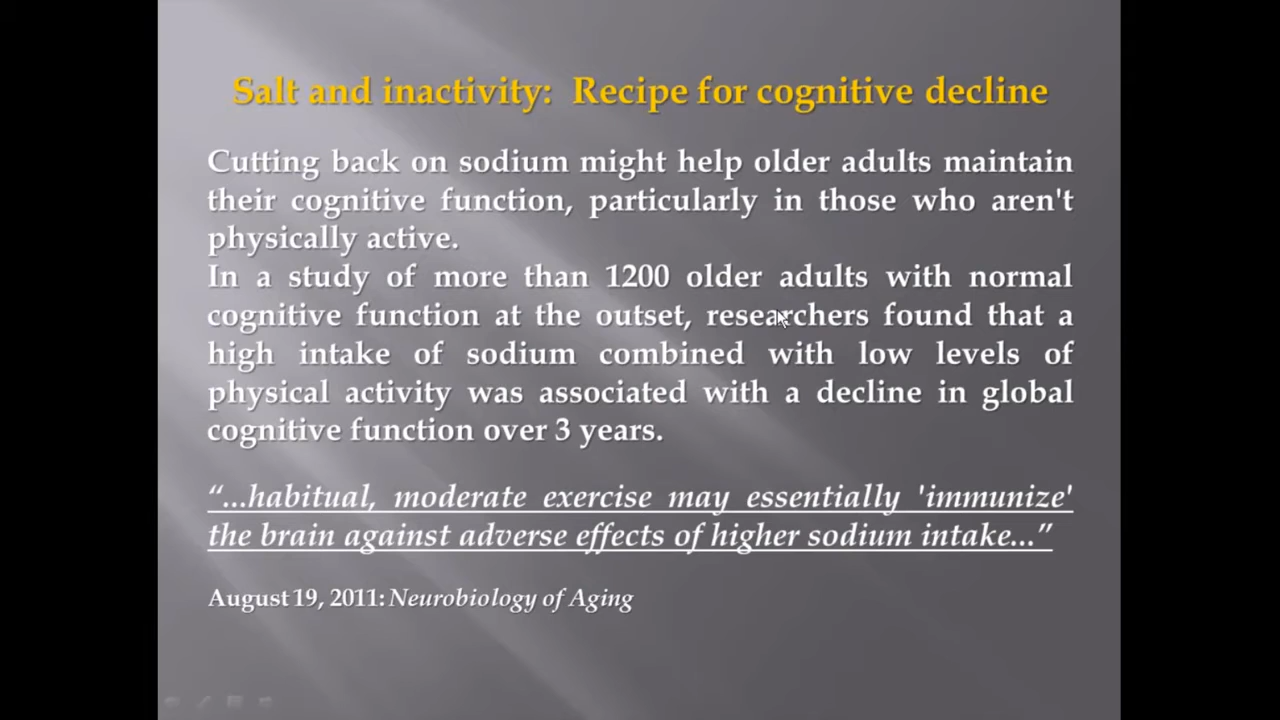 Salt and inactivity:  Recipe for cognitive decline
Cutting back on sodium might help older adults maintain
their cognitive function, particularly in those who aren't
physically active.
In a study of more than 1200 older adults with normal
cognitive function at the outset, researchers found that a
high intake of sodium combined with low levels of
physical activity was associated with a decline in global
cognitive function over 3 years.
“...habitual, moderate exercise may essentially 'immunize'
the brain against adverse effects of higher sodium intake...”
August 19, 2011: Neurobiology of Aging